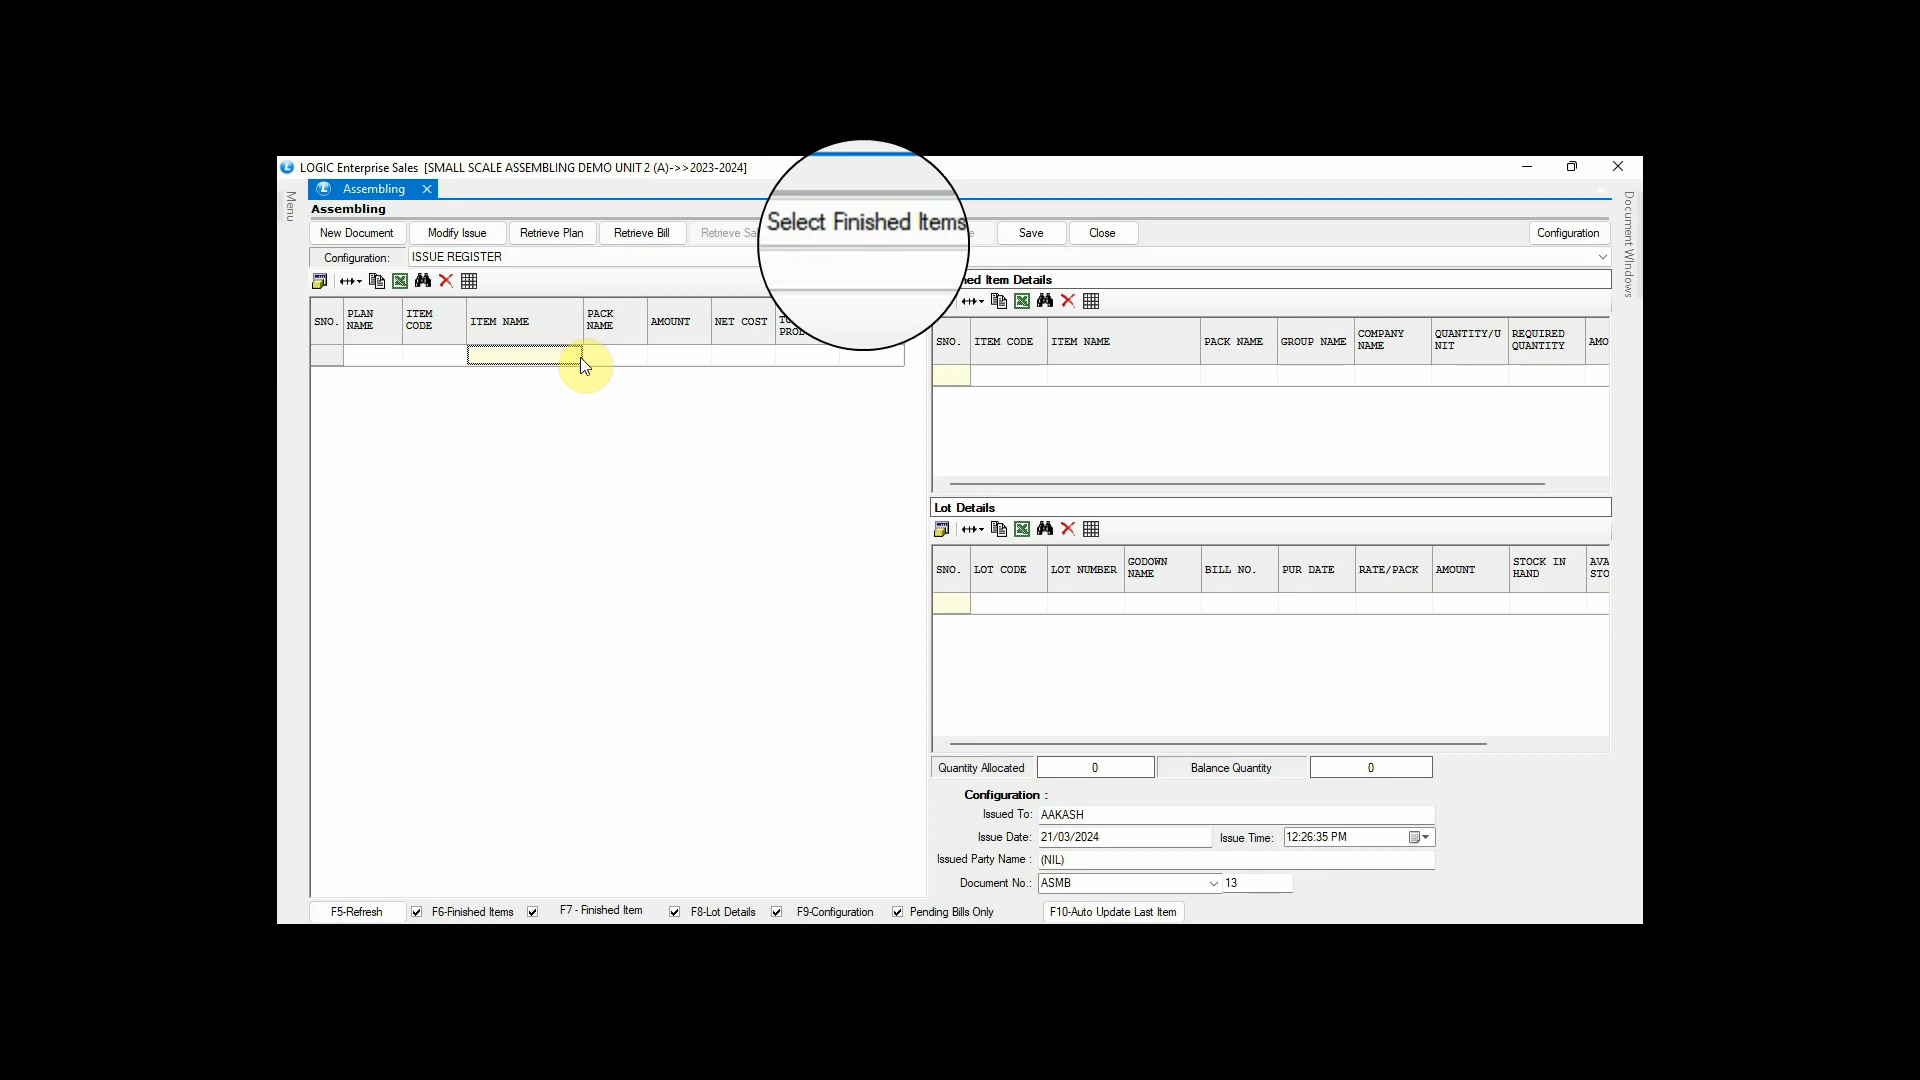 LOGIC Enterprise Sales [SMALL SCALE ASSEMBLING DEMO UNIT 2 (A)->>2023-2024]
Menu
Assembling
Document Windows
Assembling
New Document
Modify Issue
Retrieve Plan
Retrieve Bill
Retrieve
Select Finished Items
Save
Close
Configuration
Configuration:
ISSUE REGISTER
SNO.
PLAN NAME
ITEM CODE
ITEM NAME
PACK NAME
AMOUNT
NET COST
Item Details
SNO.
ITEM CODE
ITEM NAME
PACK NAME
GROUP NAME
COMPANY NAME
QUANTITY/U NIT
REQUIRED QUANTITY
AMO
Lot Details
SNO.
LOT CODE
LOT NUMBER
GODOWN NAME
BILL NO.
PUR DATE
RATE/PACK
AMOUNT
STOCK IN HAND
AVA STO
Quantity Allocated
0
Balance Quantity
0
Configuration :
Issued To: AAKASH
Issue Date: 21/03/2024
Issue Time: 12:26:35 PM
Issued Party Name : (NIL)
Document No.: ASMB 13
F5-Refresh
F6-Finished Items
F7 - Finished Item
F8-Lot Details
F9-Configuration
Pending Bills Only
F10-Auto Update Last Item